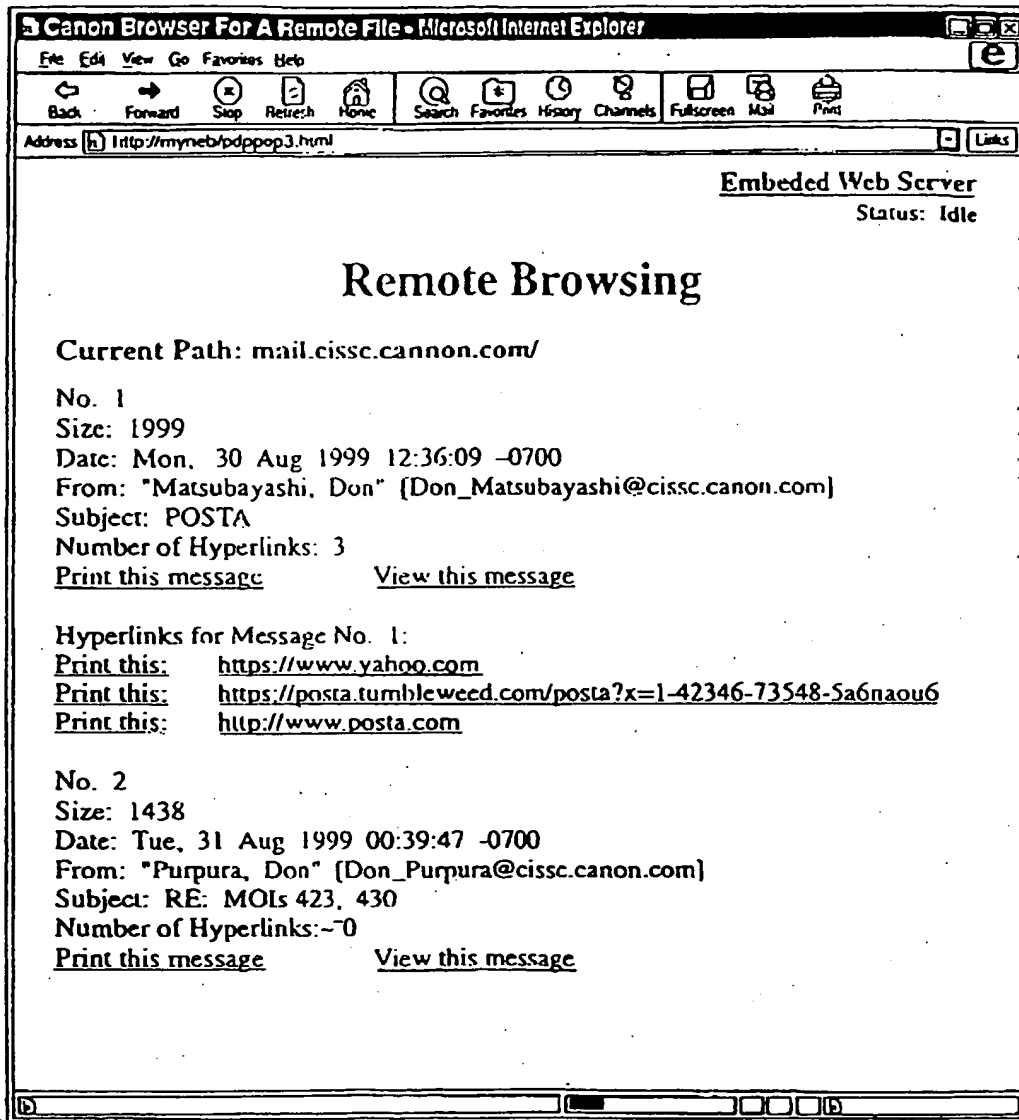 Canon Browser For A Remote File - Microsoft Internet Explorer
File Edit View Go Favorites Help
Back Forward Stop Refresh Home Search Favorites History Channels Fullscreen Mail Print
Address http://myneb/pdppop3.html Links
Embeded Web Server
Status: Idle
Remote Browsing
Current Path: mail.cissc.cannon.com/
No. 1
Size: 1999
Date: Mon, 30 Aug 1999 12:36:09 -0700
From: "Matsubayashi, Don" [Don_Matsubayashi@cissc.canon.com]
Subject: POSTA
Number of Hyperlinks: 3
Print this message View this message
Hyperlinks for Message No. 1:
Print this: https://www.yahoo.com
Print this: https://posta.tumbleweed.com/posta?x=1-42346-73548-5a6naou6
Print this: http://www.posta.com
No. 2
Size: 1438
Date: Tue, 31 Aug 1999 00:39:47 -0700
From: "Purpura, Don" [Don_Purpura@cissc.canon.com]
Subject: RE: MOIs 423, 430
Number of Hyperlinks:~ 0
Print this message View this message